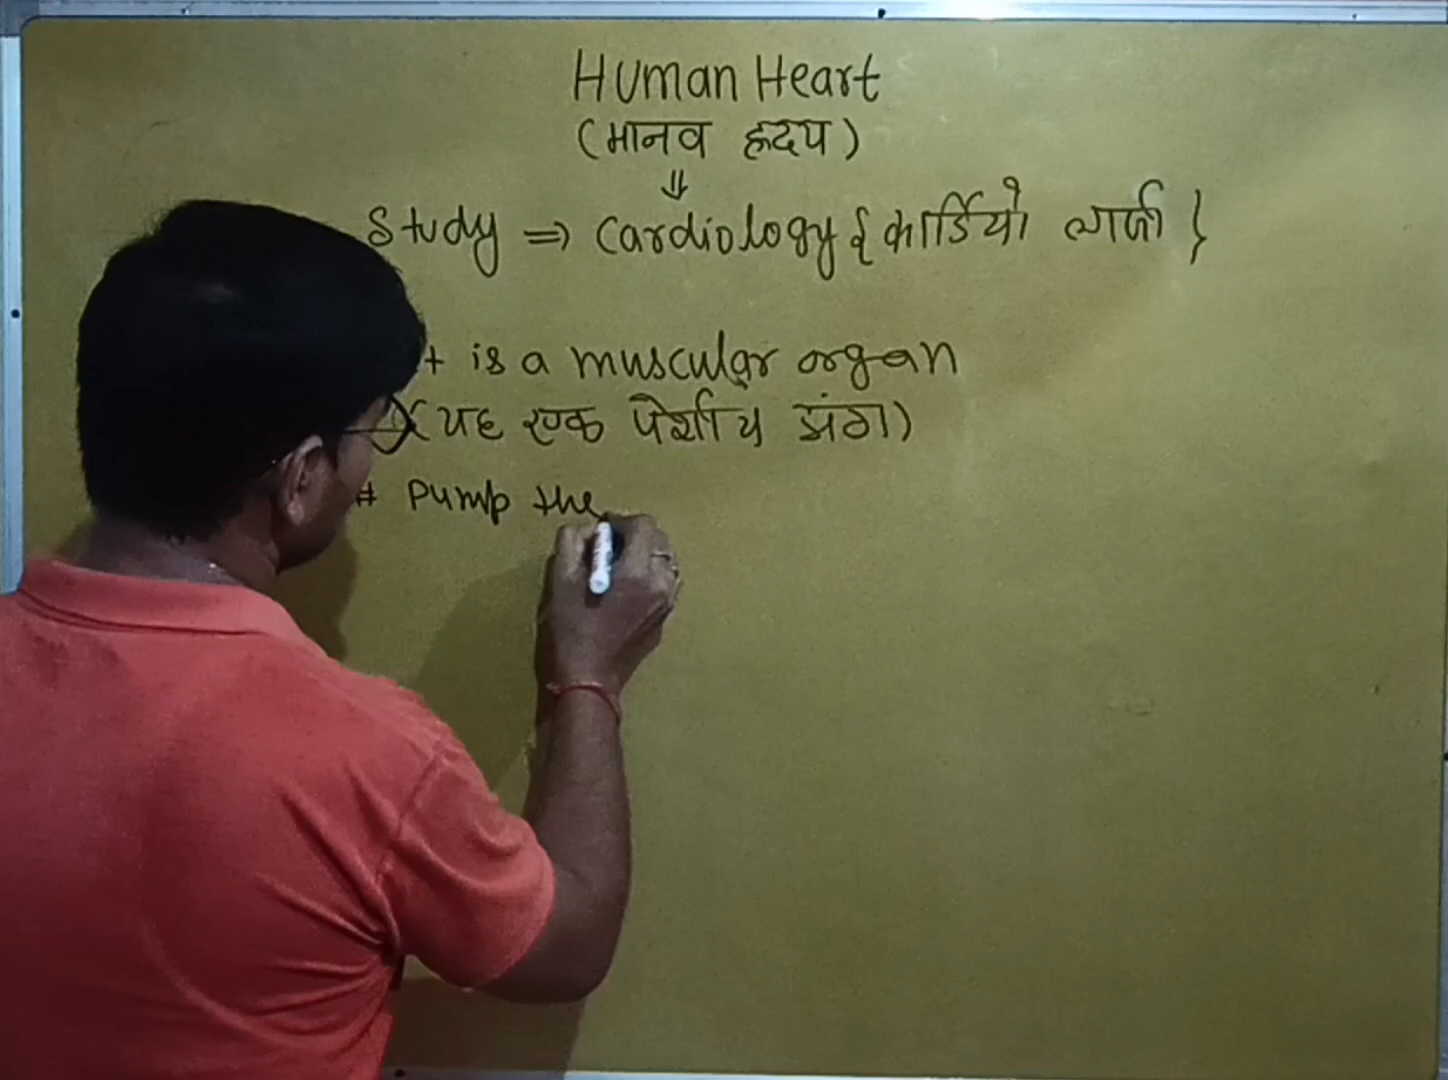 Human Heart
(मानव हृदय)
⇓
Study ⇒ Cardiology { कार्डियो लाजी }
t is a muscular organ
(यह एक पेशीय अंग)
# Pump the